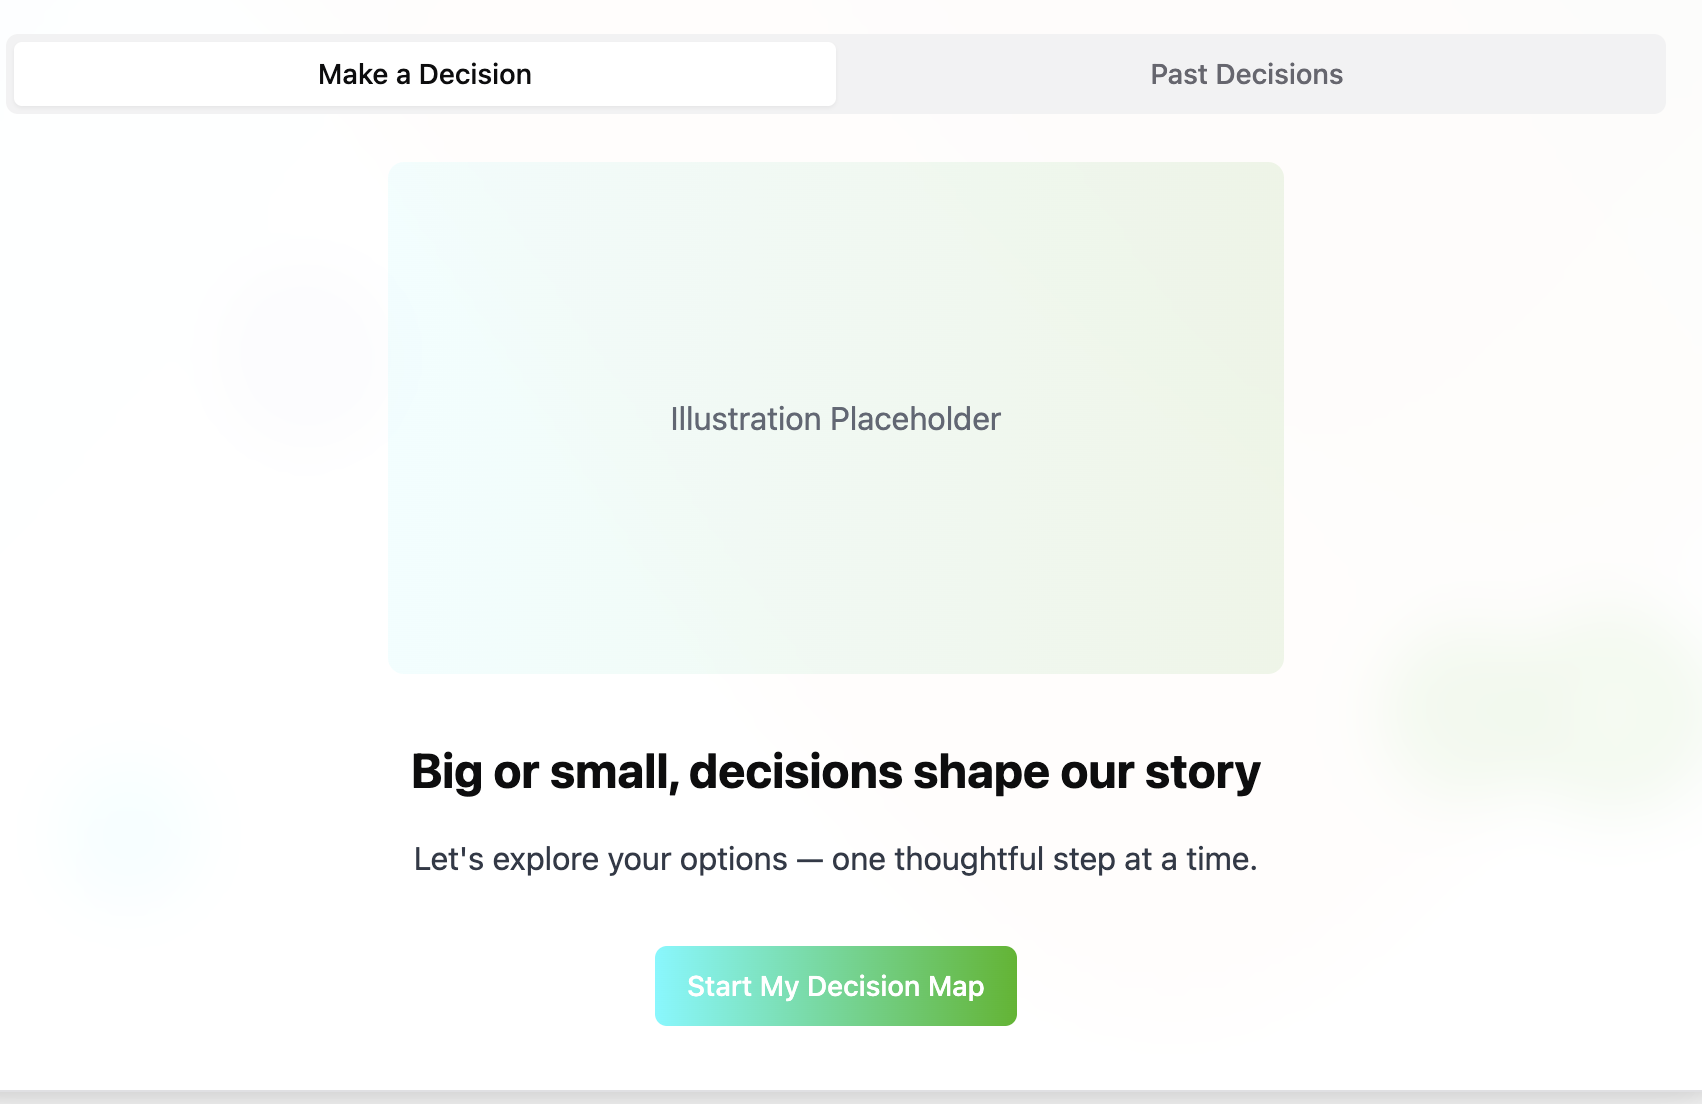 Make a Decision
Past Decisions
Illustration Placeholder
Big or small, decisions shape our story
Let's explore your options — one thoughtful step at a time.
Start My Decision Map